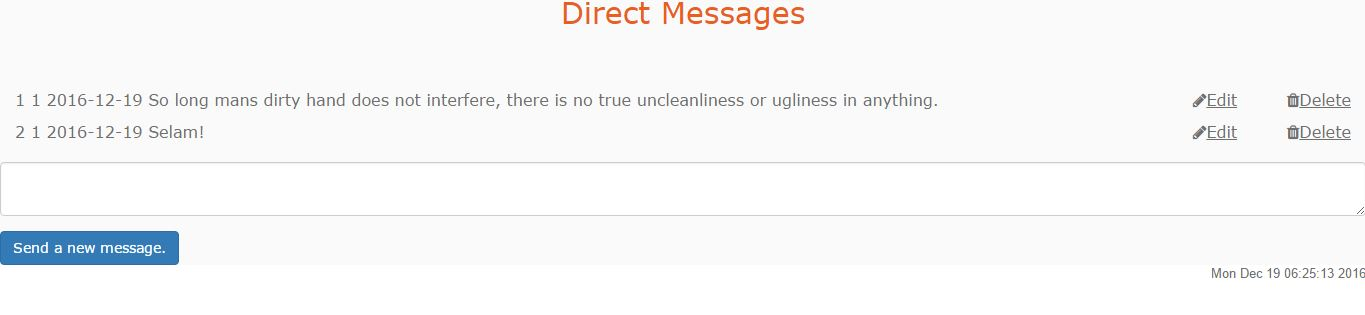 Direct Messages
1 1 2016-12-19 So long mans dirty hand does not interfere, there is no true uncleanliness or ugliness in anything. Edit Delete
2 1 2016-12-19 Selam! Edit Delete
Send a new message.
Mon Dec 19 06:25:13 2016